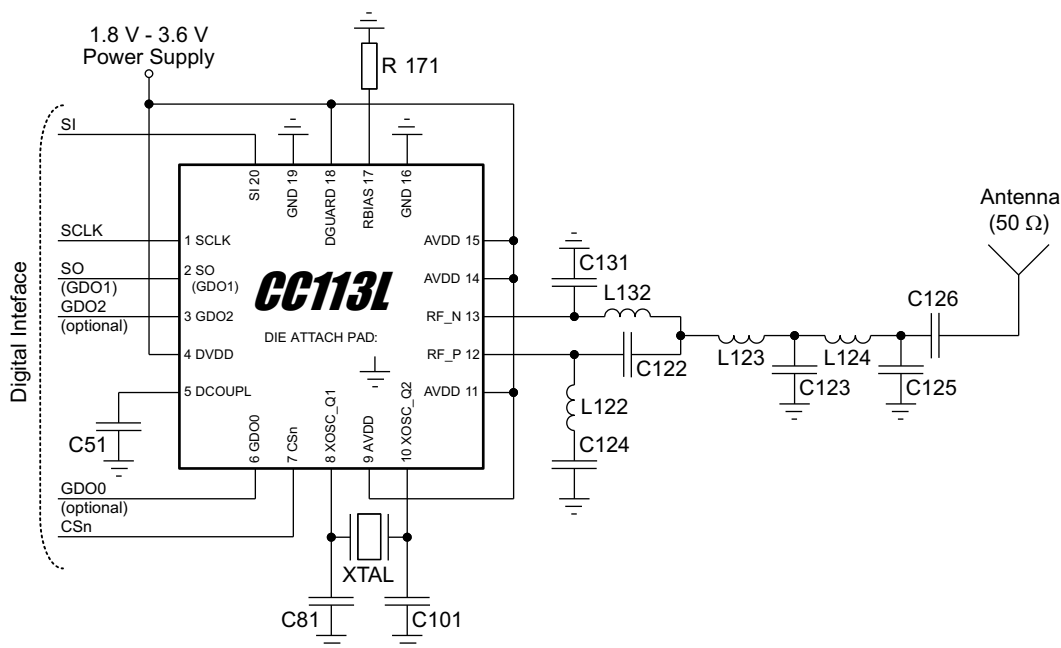 1.8 V - 3.6 V
Power Supply
R 171
SI
SI 20
GND 19
DGUARD 18
RBIAS 17
GND 16
Antenna
(50 Ω)
Digital Inteface
SCLK
1 SCLK
AVDD 15
SO
(GDO1)
2 SO
(GDO1)
CC113L
AVDD 14
C131
L132
C126
GDO2
(optional)
3 GDO2
DIE ATTACH PAD:
RF_N 13
4 DVDD
RF_P 12
C122
L123
C123
L124
C125
5 DCOUPL
AVDD 11
L122
C51
6 GDO0
7 CSn
8 XOSC_Q1
9 AVDD
10 XOSC_Q2
C124
GDO0
(optional)
CSn
XTAL
C81
C101